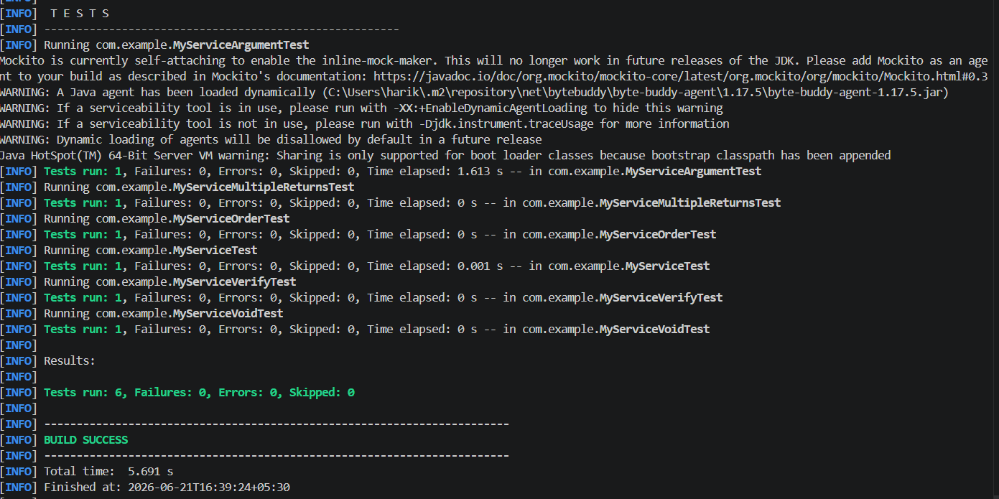 [INFO]  T E S T S
[INFO] -------------------------------------------------------
[INFO] Running com.example.MyServiceArgumentTest
Mockito is currently self-attaching to enable the inline-mock-maker. This will no longer work in future releases of the JDK. Please add Mockito as an age
nt to your build as described in Mockito's documentation: https://javadoc.io/doc/org.mockito/mockito-core/latest/org.mockito/org/mockito/Mockito.html#0.3
WARNING: A Java agent has been loaded dynamically (C:\Users\harik\.m2\repository\net\bytebuddy\byte-buddy-agent\1.17.5\byte-buddy-agent-1.17.5.jar)
WARNING: If a serviceability tool is in use, please run with -XX:+EnableDynamicAgentLoading to hide this warning
WARNING: If a serviceability tool is not in use, please run with -Djdk.instrument.traceUsage for more information
WARNING: Dynamic loading of agents will be disallowed by default in a future release
Java HotSpot(TM) 64-Bit Server VM warning: Sharing is only supported for boot loader classes because bootstrap classpath has been appended
[INFO] Tests run: 1, Failures: 0, Errors: 0, Skipped: 0, Time elapsed: 1.613 s -- in com.example.MyServiceArgumentTest
[INFO] Running com.example.MyServiceMultipleReturnsTest
[INFO] Tests run: 1, Failures: 0, Errors: 0, Skipped: 0, Time elapsed: 0 s -- in com.example.MyServiceMultipleReturnsTest
[INFO] Running com.example.MyServiceOrderTest
[INFO] Tests run: 1, Failures: 0, Errors: 0, Skipped: 0, Time elapsed: 0 s -- in com.example.MyServiceOrderTest
[INFO] Running com.example.MyServiceTest
[INFO] Tests run: 1, Failures: 0, Errors: 0, Skipped: 0, Time elapsed: 0.001 s -- in com.example.MyServiceTest
[INFO] Running com.example.MyServiceVerifyTest
[INFO] Tests run: 1, Failures: 0, Errors: 0, Skipped: 0, Time elapsed: 0 s -- in com.example.MyServiceVerifyTest
[INFO] Running com.example.MyServiceVoidTest
[INFO] Tests run: 1, Failures: 0, Errors: 0, Skipped: 0, Time elapsed: 0 s -- in com.example.MyServiceVoidTest
[INFO]
[INFO] Results:
[INFO]
[INFO] Tests run: 6, Failures: 0, Errors: 0, Skipped: 0
[INFO]
[INFO] ------------------------------------------------------------------------
[INFO] BUILD SUCCESS
[INFO] ------------------------------------------------------------------------
[INFO] Total time:  5.691 s
[INFO] Finished at: 2026-06-21T16:39:24+05:30